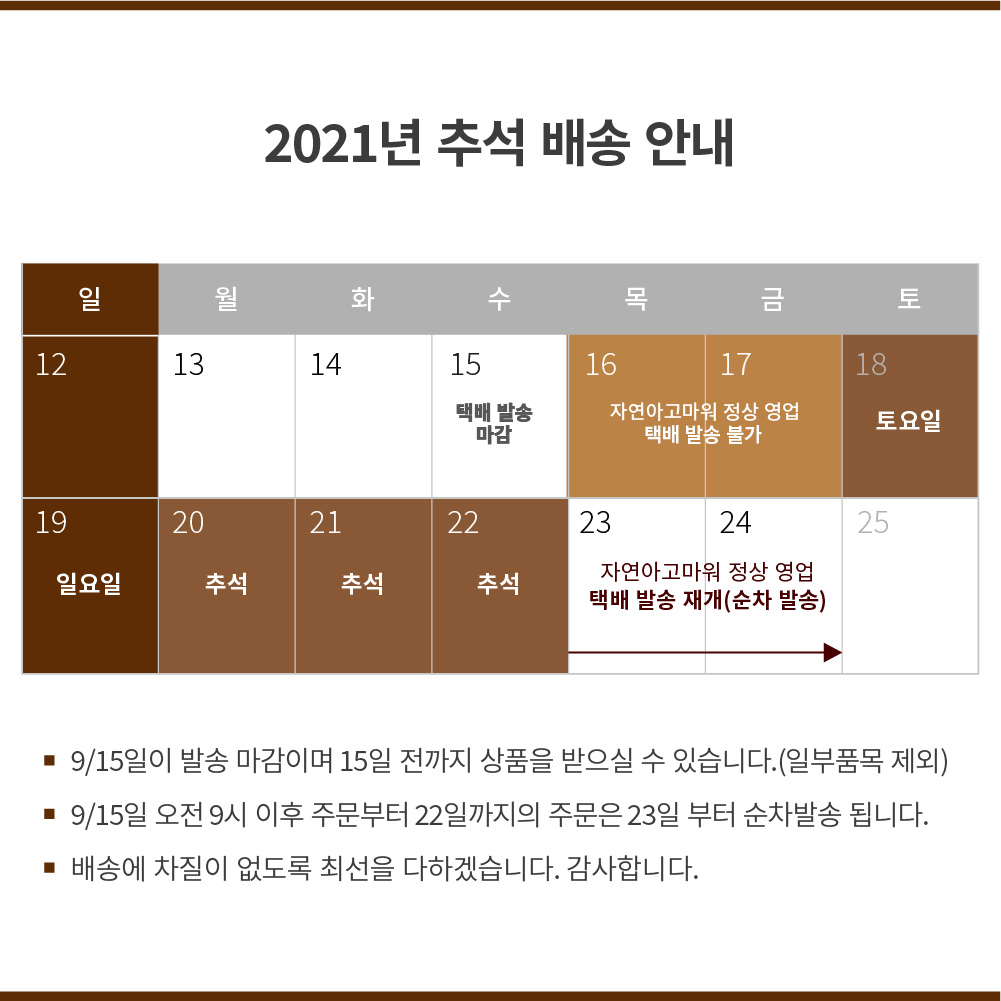 2021년 추석 배송 안내
일 월 화 수 목 금 토
12 13 14 15 16 17 18
택배 발송
마감
자연아고마워 정상 영업
택배 발송 불가
토요일
19 20 21 22 23 24 25
일요일 추석 추석 추석
자연아고마워 정상 영업
택배 발송 재개(순차 발송)
9/15일이 발송 마감이며 15일 전까지 상품을 받으실 수 있습니다.(일부품목 제외)
9/15일 오전 9시 이후 주문부터 22일까지의 주문은 23일 부터 순차발송 됩니다.
배송에 차질이 없도록 최선을 다하겠습니다. 감사합니다.